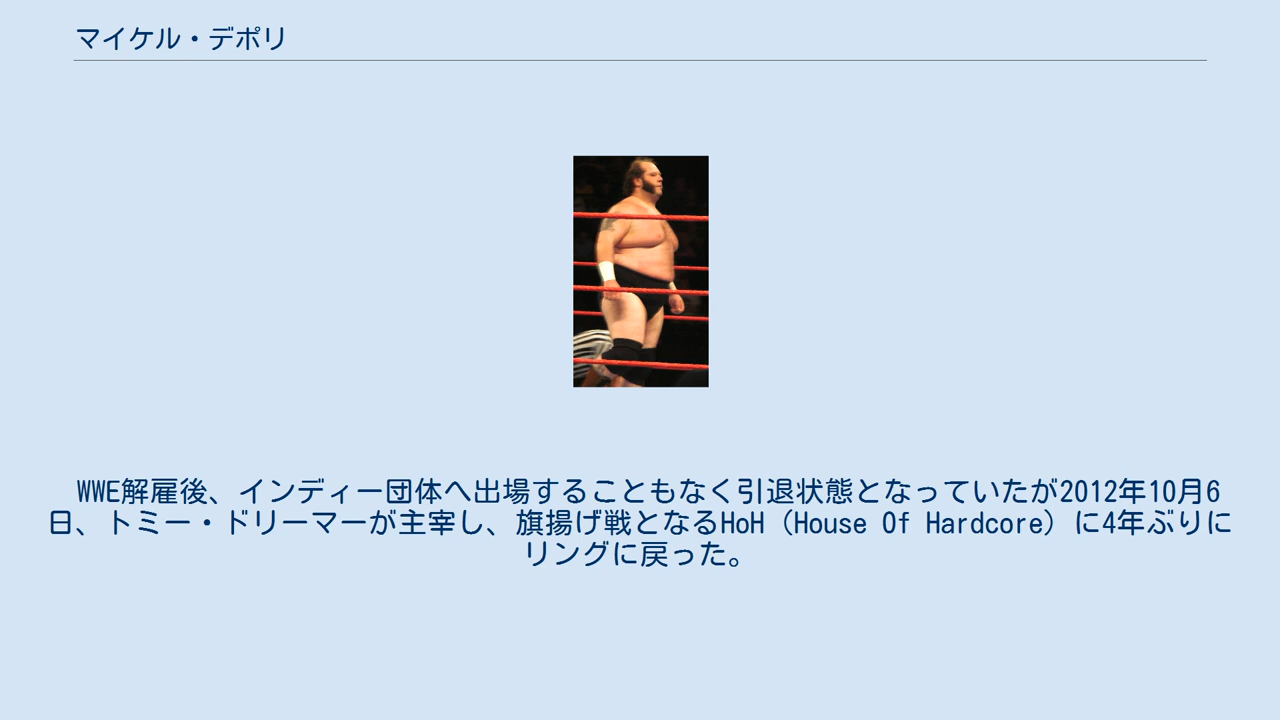 マイケル・デポリ
WWE解雇後、インディー団体へ出場することもなく引退状態となっていたが2012年10月6
日、トミー・ドリーマーが主宰し、旗揚げ戦となるHoH（House Of Hardcore）に4年ぶりに
リングに戻った。